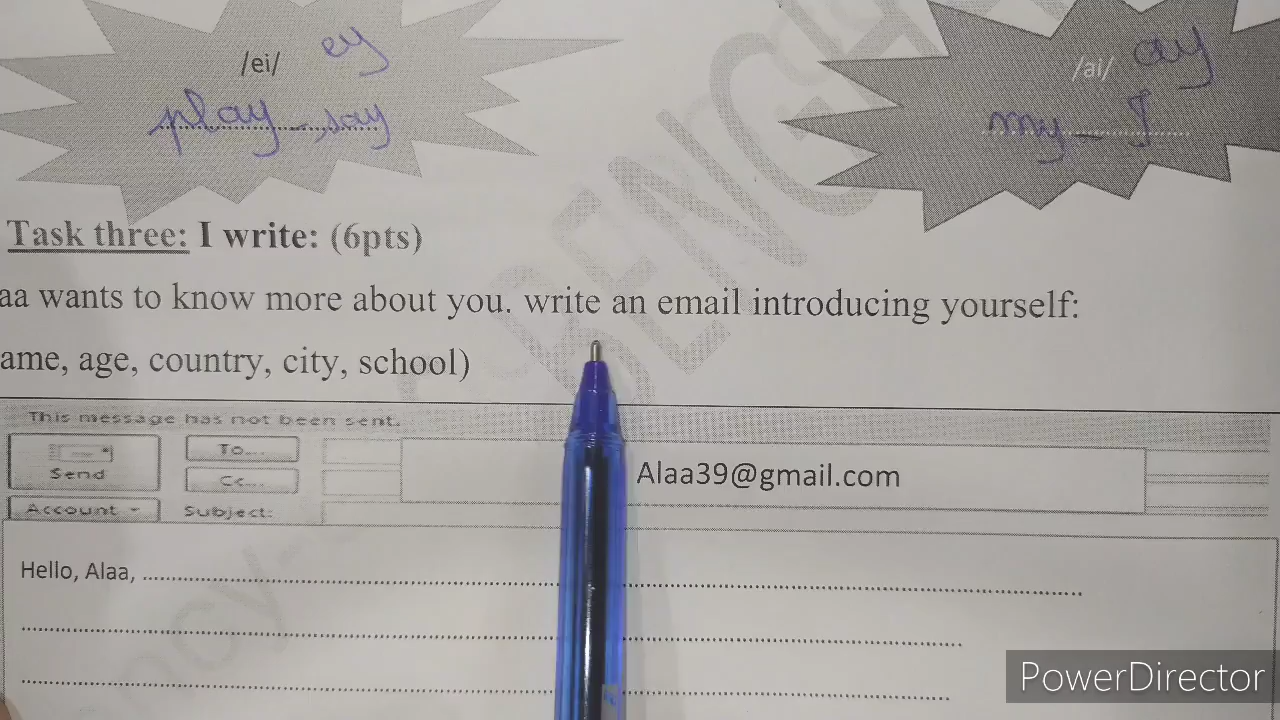 /ei/ ey
play - say
/ai/ ay
my - I
Task three: I write: (6pts)
aa wants to know more about you. write an email introducing yourself:
ame, age, country, city, school)
This message has not been sent.
Send
To...
Cc...
Alaa39@gmail.com
Account
Subject:
Hello, Alaa,
PowerDirector